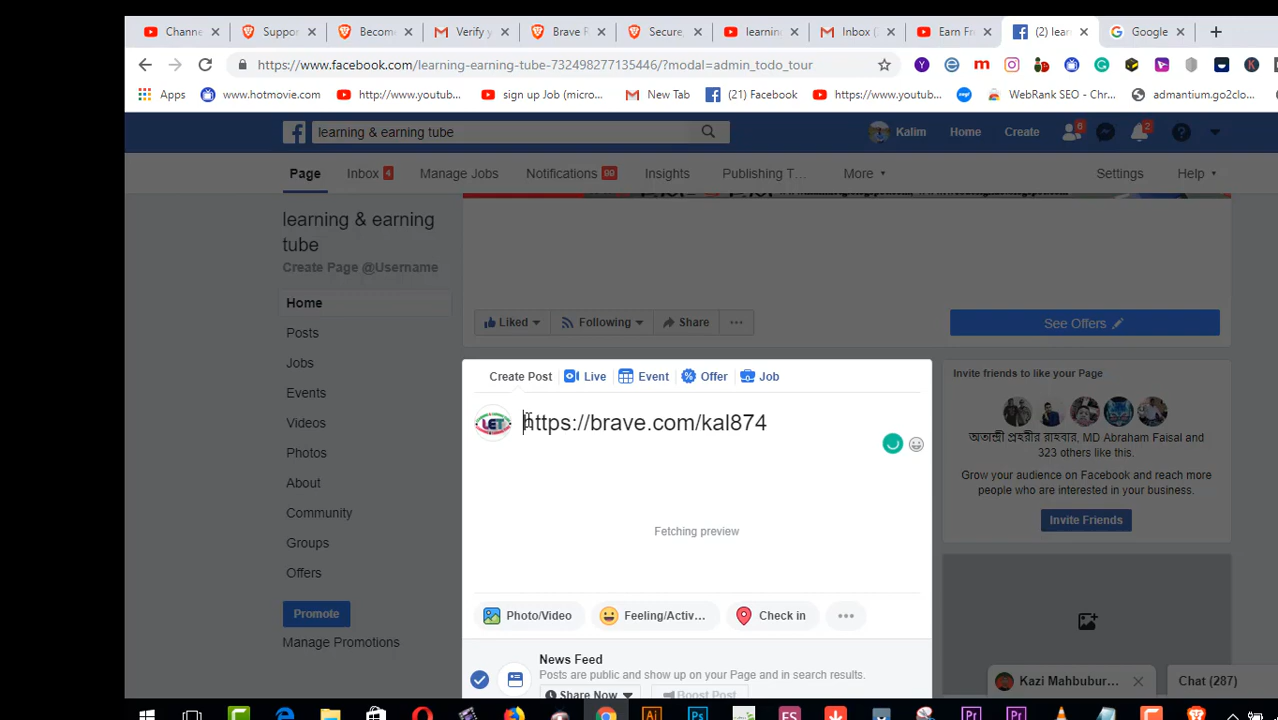 Channe
Suppor
Becom
Verify y
Brave R
Secure,
learnin
Inbox (
Earn Fr
(2) lear
Google
https://www.facebook.com/learning-earning-tube-732498277135446/?modal=admin_todo_tour
Apps
www.hotmovie.com
http://www.youtub...
sign up Job (micro...
New Tab
(21) Facebook
https://www.youtub...
WebRank SEO - Chr...
admantium.go2clo...
learning & earning tube
Kalim
Home
Create
6
2
Page
Inbox 4
Manage Jobs
Notifications 99
Insights
Publishing T...
More
Settings
Help
learning & earning
tube
Create Page @Username
Home
Posts
Jobs
Events
Videos
Photos
About
Community
Groups
Offers
Promote
Manage Promotions
Liked
Following
Share
See Offers
Create Post
Live
Event
Offer
Job
LET
https://brave.com/kal874
Fetching preview
Photo/Video
Feeling/Activ...
Check in
News Feed
Posts are public and show up on your Page and in search results.
Share Now
Boost Post
Invite friends to like your Page
অতন্দ্রী প্রহরীর রাহবার, MD Abraham Faisal and
323 others like this.
Grow your audience on Facebook and reach more
people who are interested in your business.
Invite Friends
Kazi Mahbubur...
Chat (287)